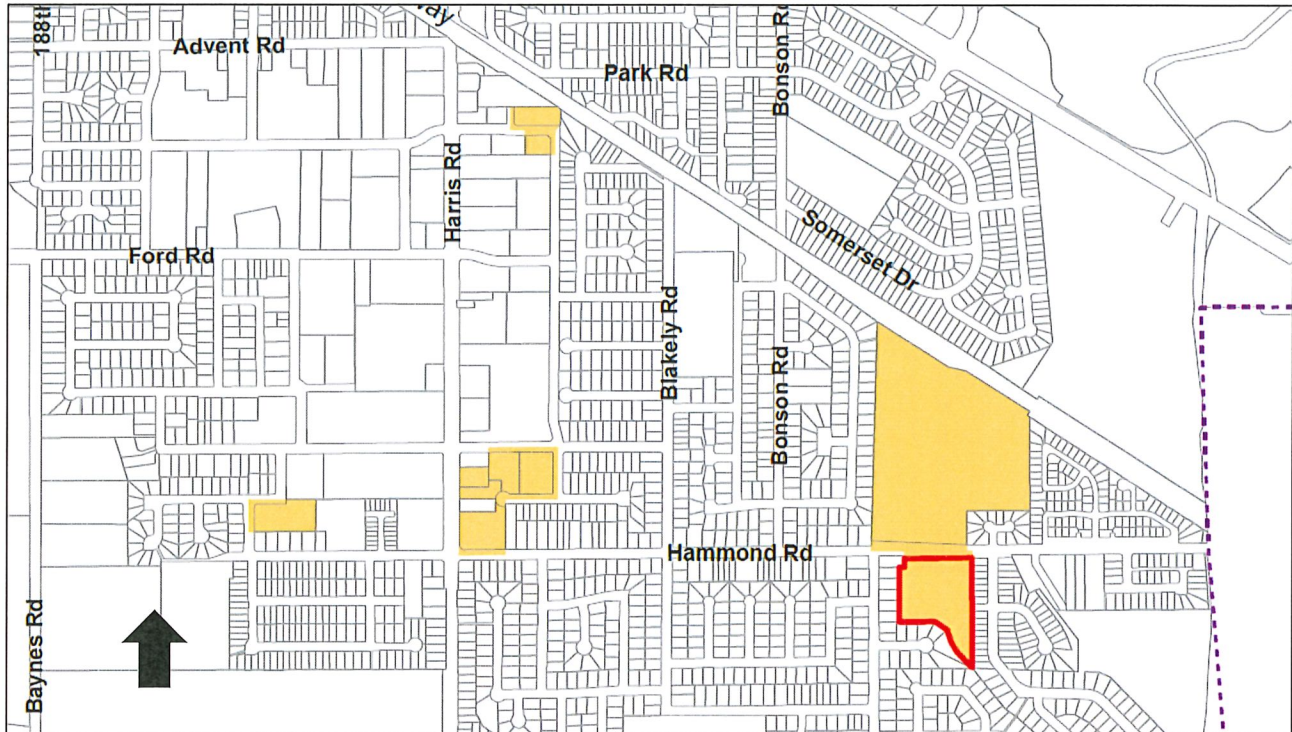 188th
Advent Rd
Park Rd
Bonson Rd
Harris Rd
Ford Rd
Somerset Dr
Blakely Rd
Bonson Rd
Hammond Rd
Baynes Rd